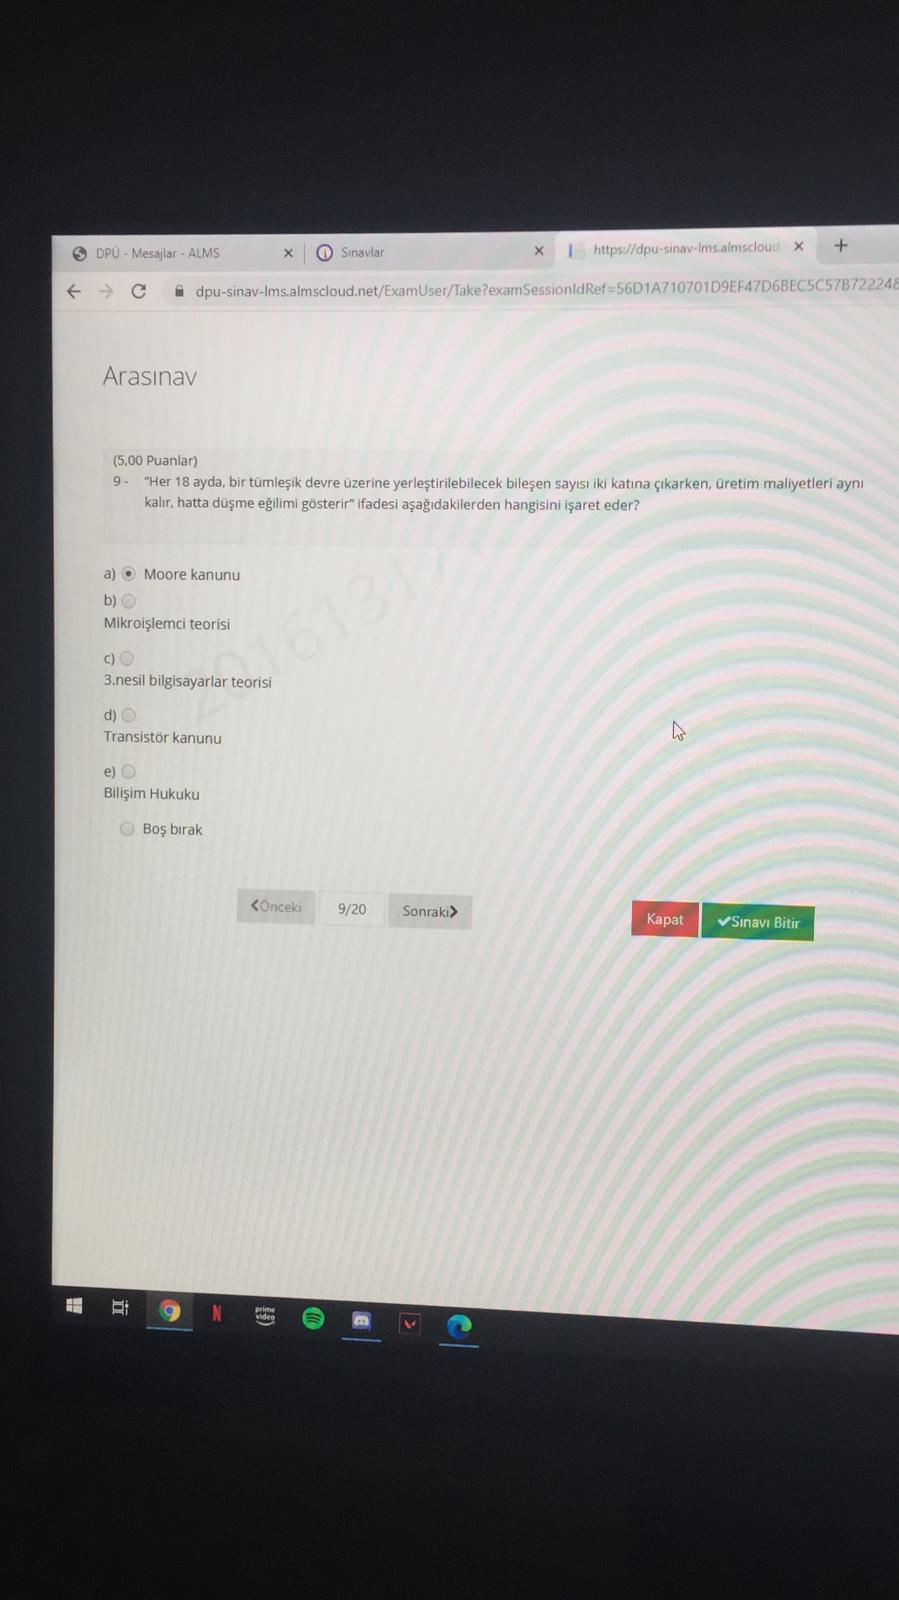 DPÜ - Mesajlar - ALMS
Sınavlar
https://dpu-sinav-lms.almscloud
dpu-sinav-lms.almscloud.net/ExamUser/Take?examSessionIdRef=56D1A710701D9EF47D6BEC5C57B722248
Arasınav
(5,00 Puanlar)
9 - "Her 18 ayda, bir tümleşik devre üzerine yerleştirilebilecek bileşen sayısı iki katına çıkarken, üretim maliyetleri aynı
kalır, hatta düşme eğilimi gösterir" ifadesi aşağıdakilerden hangisini işaret eder?
a) Moore kanunu
b)
Mikroişlemci teorisi
c)
3.nesil bilgisayarlar teorisi
d)
Transistör kanunu
e)
Bilişim Hukuku
Boş bırak
Önceki 9/20 Sonraki
Kapat Sınavı Bitir
prime
video